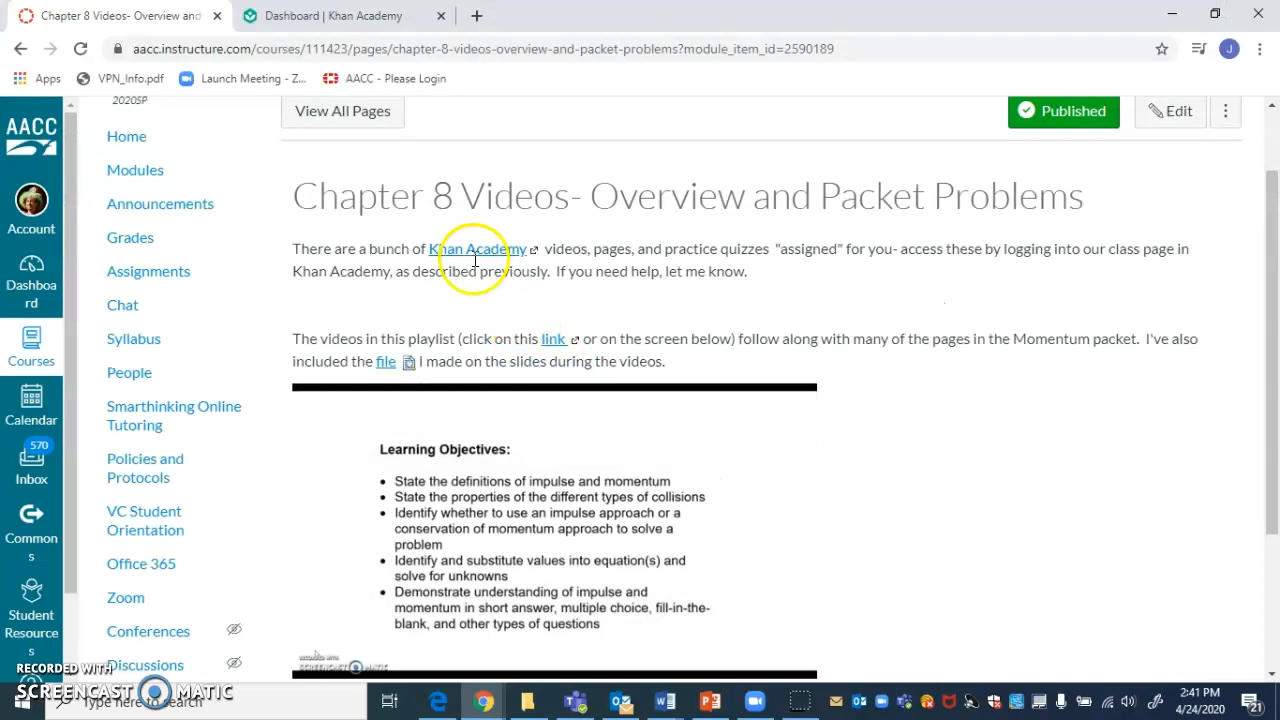 Chapter 8 Videos- Overview and
Dashboard | Khan Academy
aacc.instructure.com/courses/111423/pages/chapter-8-videos-overview-and-packet-problems?module_item_id=2590189
J
Apps
VPN_Info.pdf
Launch Meeting - Z...
AACC - Please Login
2020SP
AACC
View All Pages
Published
Edit
Home
Modules
Announcements
Grades
Assignments
Chat
Syllabus
People
Smarthinking Online
Tutoring
Policies and
Protocols
VC Student
Orientation
Office 365
Zoom
Conferences
Discussions
Account
Dashboa
rd
Courses
Calendar
570
Inbox
Common
s
Student
Resource
s
Chapter 8 Videos- Overview and Packet Problems
There are a bunch of Khan Academy videos, pages, and practice quizzes "assigned" for you- access these by logging into our class page in
Khan Academy, as described previously. If you need help, let me know.
The videos in this playlist (click on this link or on the screen below) follow along with many of the pages in the Momentum packet. I've also
included the file I made on the slides during the videos.
Learning Objectives:
• State the definitions of impulse and momentum
• State the properties of the different types of collisions
• Identify whether to use an impulse approach or a
conservation of momentum approach to solve a
problem
• Identify and substitute values into equation(s) and
solve for unknowns
• Demonstrate understanding of impulse and
momentum in short answer, multiple choice, fill-in-the-
blank, and other types of questions
RECORDED WITH
SCREENCAST MATIC
RECORDED WITH
SCREENCAST MATIC
Type here to search
2:41 PM
4/24/2020
21